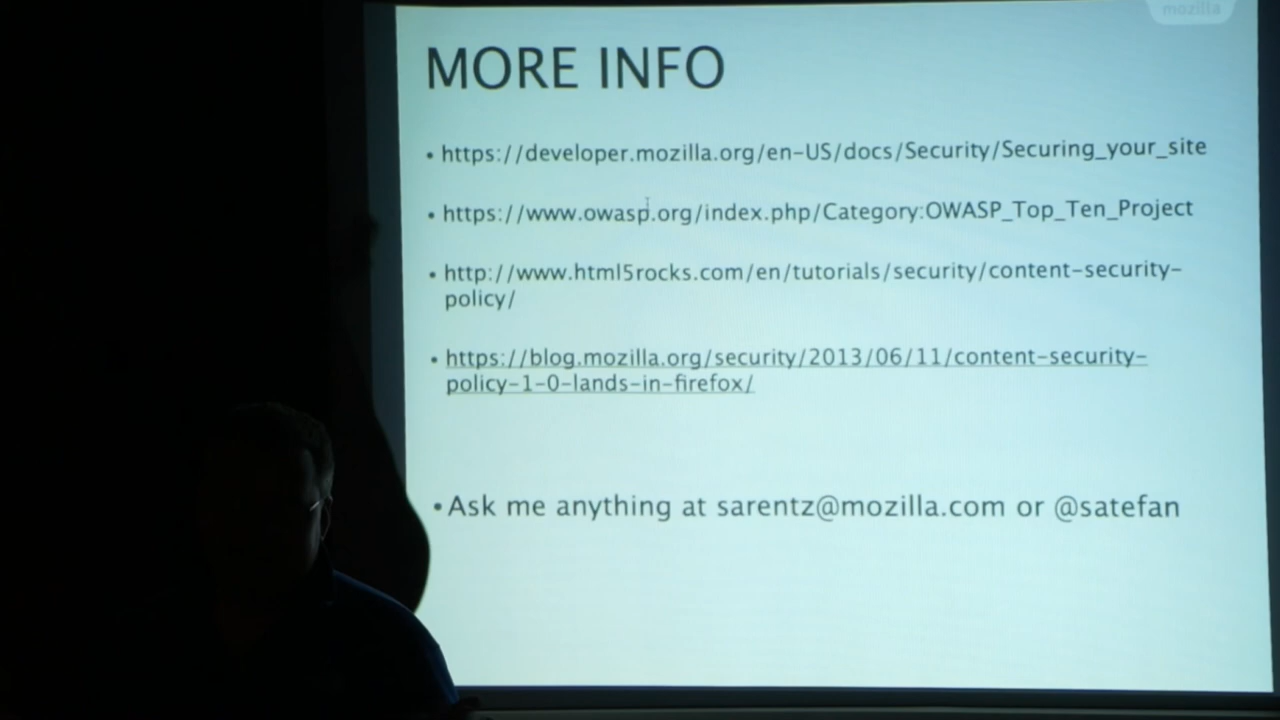 mozilla
MORE INFO
• https://developer.mozilla.org/en-US/docs/Security/Securing_your_site
• https://www.owasp.org/index.php/Category:OWASP_Top_Ten_Project
• http://www.html5rocks.com/en/tutorials/security/content-security-
policy/
• https://blog.mozilla.org/security/2013/06/11/content-security-
policy-1-0-lands-in-firefox/
• Ask me anything at sarentz@mozilla.com or @satefan